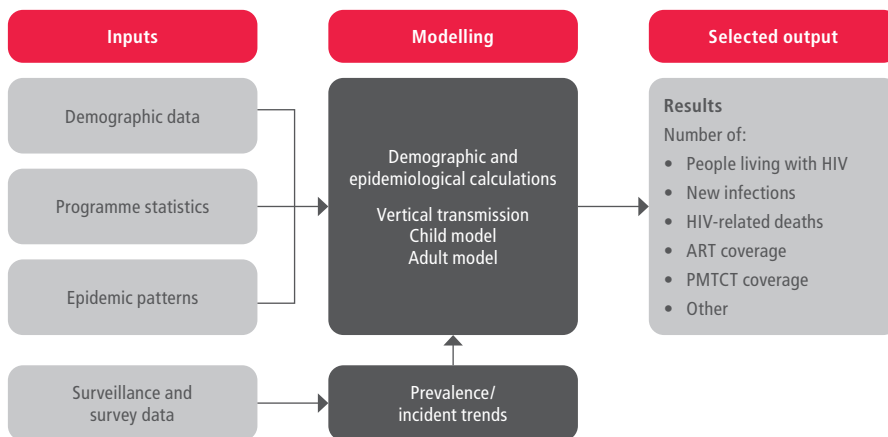 Inputs
Modelling
Selected output
Demographic data
Programme statistics
Epidemic patterns
Surveillance and
survey data
Demographic and
epidemiological calculations
Vertical transmission
Child model
Adult model
Prevalence/
incident trends
Results
Number of:
• People living with HIV
• New infections
• HIV-related deaths
• ART coverage
• PMTCT coverage
• Other